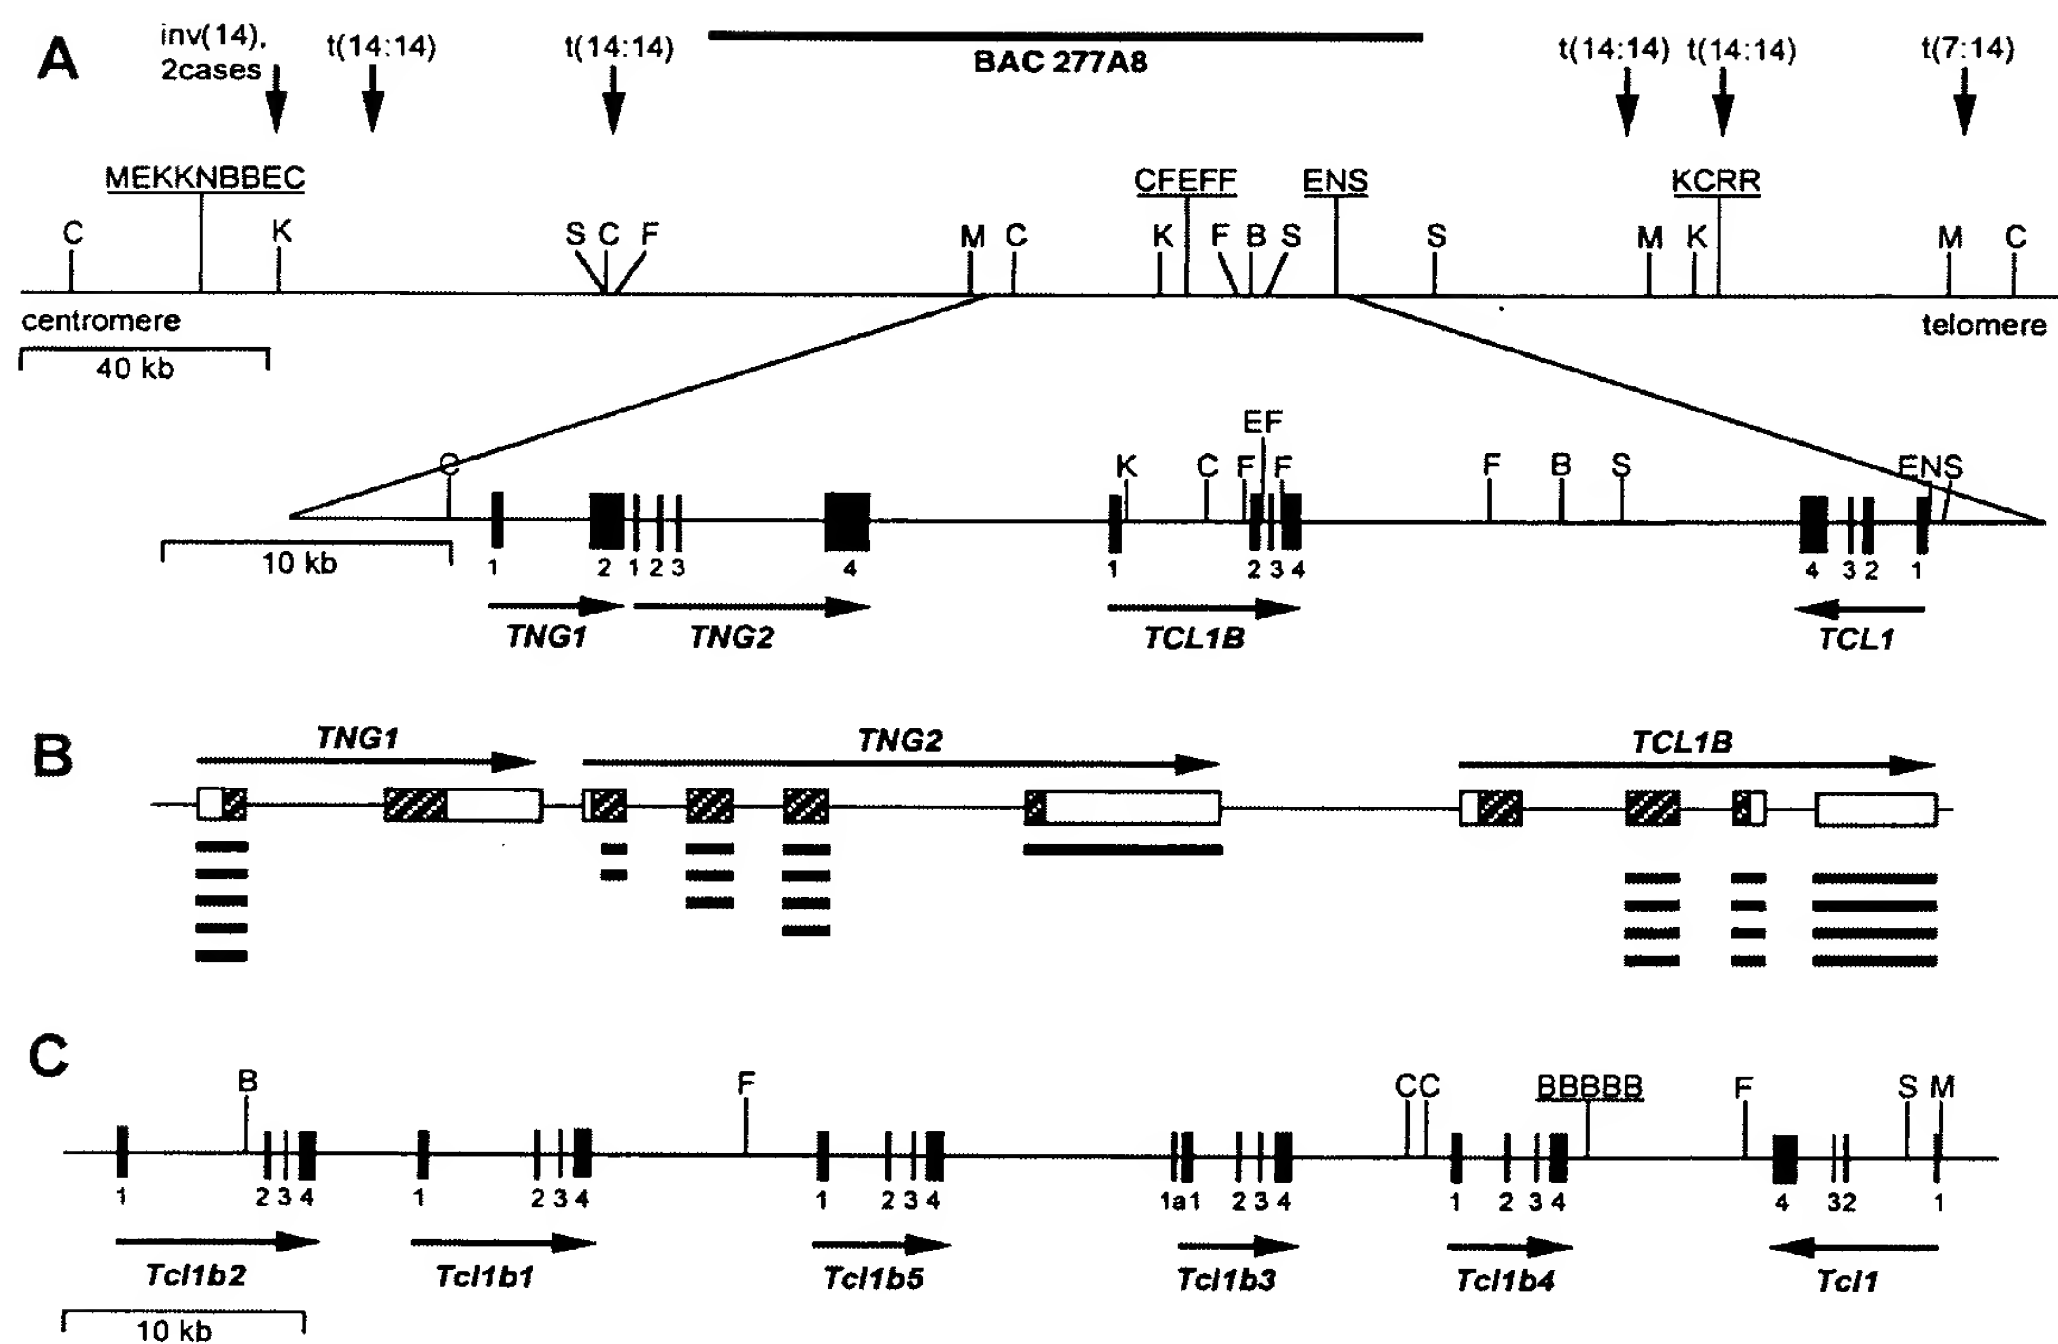 A
inv(14),
2cases
t(14:14)
t(14:14)
BAC 277A8
t(14:14)
t(14:14)
t(7:14)
MEKKNBBEC
CFEFF
ENS
KCRR
C
K
S C F
M C
K
F B S
S
M K
M C
centromere
telomere
40 kb
EF
C
K
C F F
F B S
ENS
10 kb
1 2 1 2 3 4 1 2 3 4 4 3 2 1
TNG1
TNG2
TCL1B
TCL1
B
TNG1
TNG2
TCL1B
C
B
F
CC
BBBBB
F
S M
1 2 3 4 1 2 3 4 1 2 3 4 1a1 2 3 4 1 2 3 4 4 32 1
Tcl1b2
Tcl1b1
Tcl1b5
Tcl1b3
Tcl1b4
Tcl1
10 kb